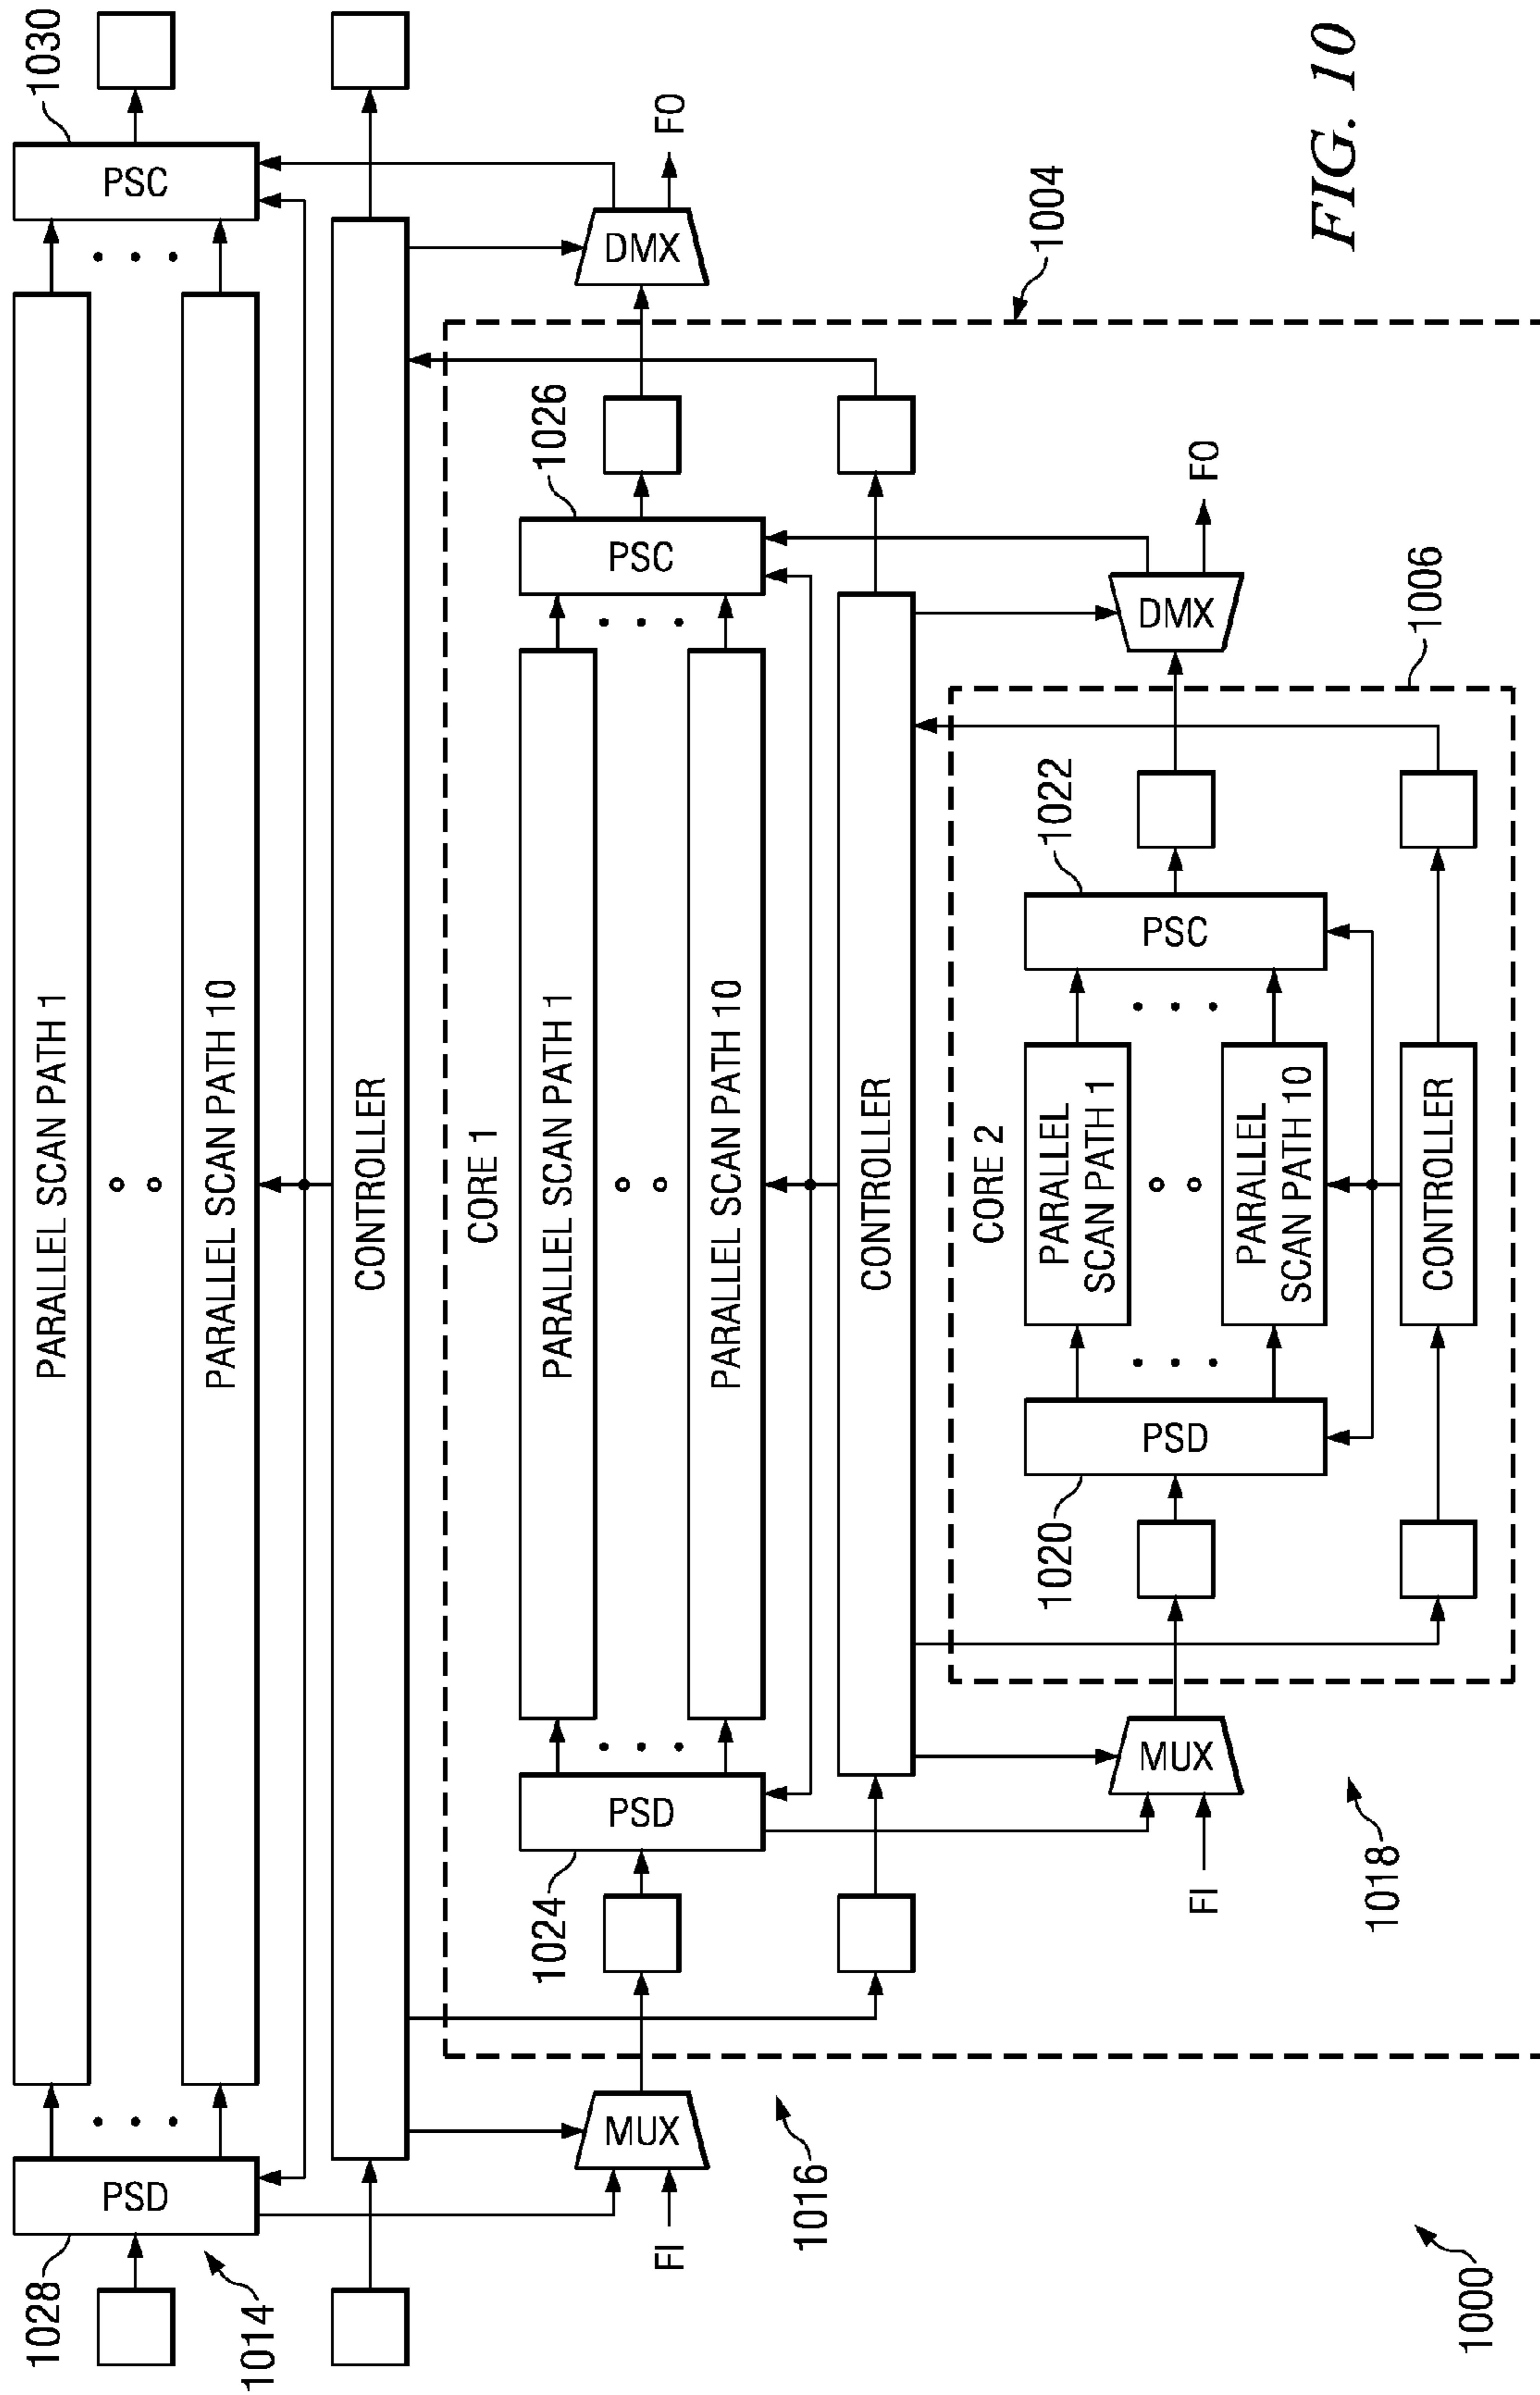 1028
PSD
1014
PARALLEL SCAN PATH 1
PARALLEL SCAN PATH 10
PSC
1030
CONTROLLER
FI
MUX
1016
DMX
FO
1004
CORE 1
1024
PSD
PARALLEL SCAN PATH 1
PARALLEL SCAN PATH 10
PSC
1026
CONTROLLER
FI
MUX
1018
DMX
FO
1006
CORE 2
1020
PSD
PARALLEL
SCAN PATH 1
PARALLEL
SCAN PATH 10
PSC
1022
CONTROLLER
1000
FIG. 10